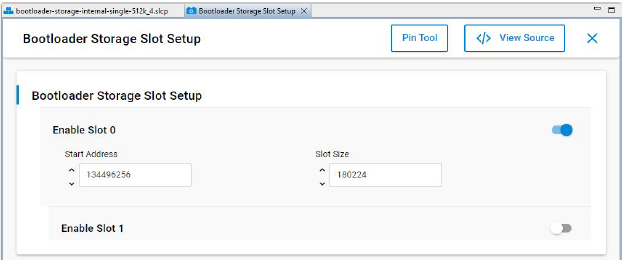 bootloader-storage-internal-single-512k_4.slcp
Bootloader Storage Slot Setup
Bootloader Storage Slot Setup
Pin Tool
</> View Source
Bootloader Storage Slot Setup
Enable Slot 0
Start Address
Slot Size
134496256
180224
Enable Slot 1